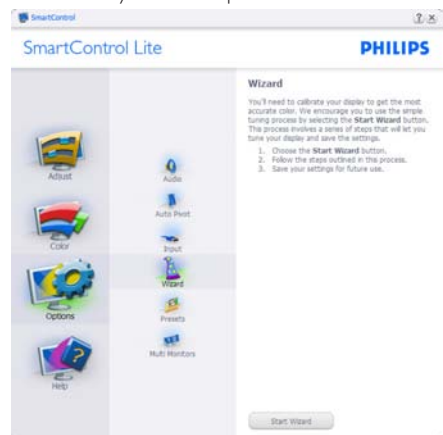 SmartControl
SmartControl Lite
PHILIPS
Adjust
Color
Options
Help
Audio
Auto Pivot
Input
Wizard
Presets
Multi Monitors
Wizard
You'll need to calibrate your display to get the most
accurate color. We encourage you to use the simple
tuning process by selecting the Start Wizard button.
This process involves a series of steps that will let you
tune your display and save the settings.
1. Choose the Start Wizard button.
2. Follow the steps outlined in this process.
3. Save your settings for future use.
Start Wizard